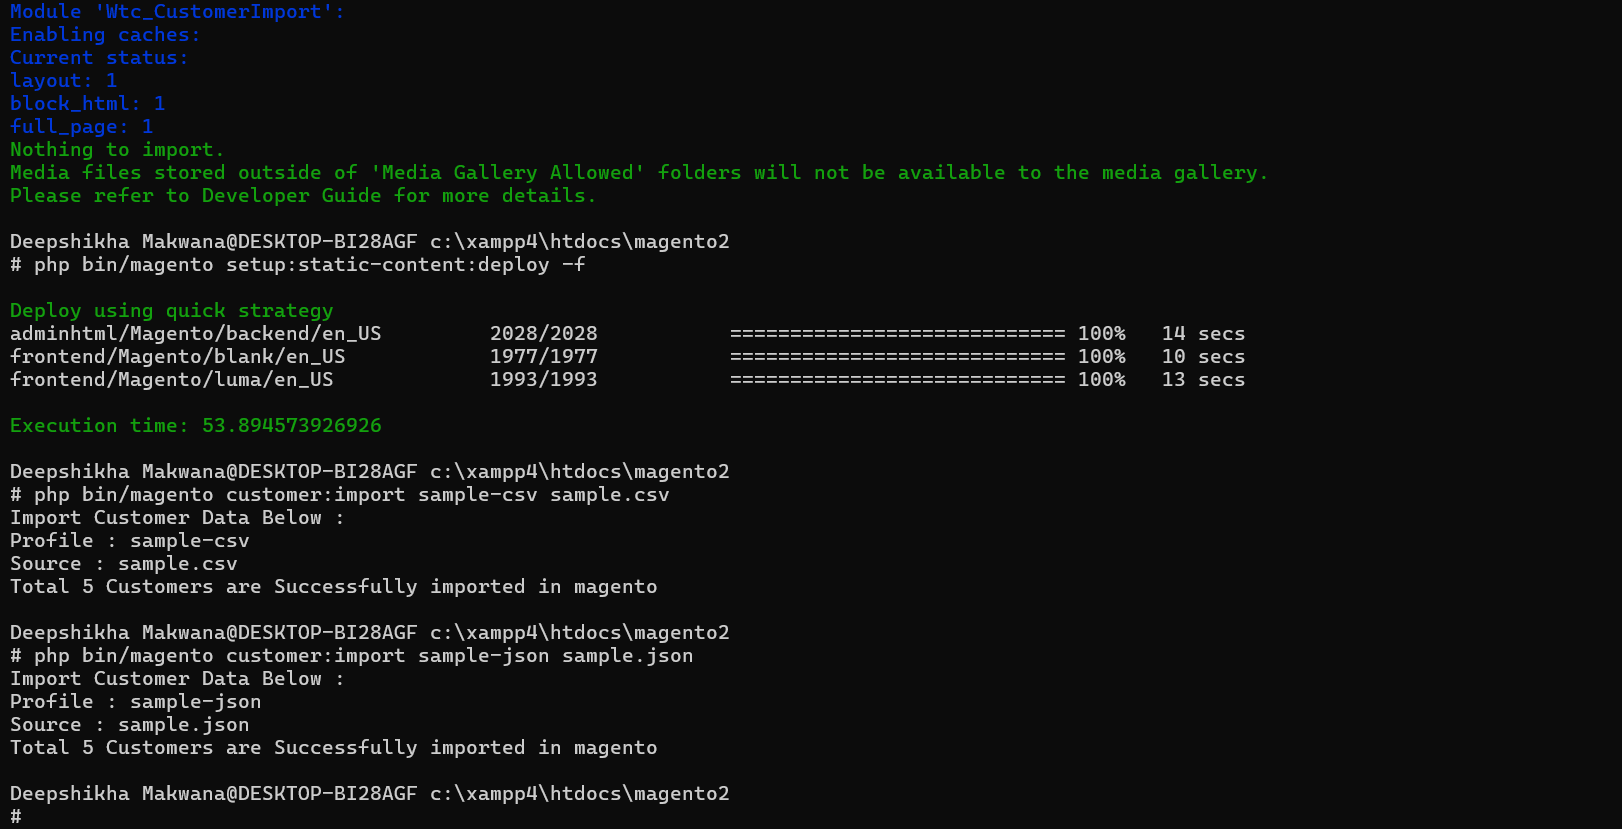 Module 'Wtc_CustomerImport':
Enabling caches:
Current status:
layout: 1
block_html: 1
full_page: 1
Nothing to import.
Media files stored outside of 'Media Gallery Allowed' folders will not be available to the media gallery.
Please refer to Developer Guide for more details.
Deepshikha Makwana@DESKTOP-BI28AGF c:\xampp4\htdocs\magento2
# php bin/magento setup:static-content:deploy -f
Deploy using quick strategy
adminhtml/Magento/backend/en_US 2028/2028 ============================ 100% 14 secs
frontend/Magento/blank/en_US 1977/1977 ============================ 100% 10 secs
frontend/Magento/luma/en_US 1993/1993 ============================ 100% 13 secs
Execution time: 53.894573926926
Deepshikha Makwana@DESKTOP-BI28AGF c:\xampp4\htdocs\magento2
# php bin/magento customer:import sample-csv sample.csv
Import Customer Data Below :
Profile : sample-csv
Source : sample.csv
Total 5 Customers are Successfully imported in magento
Deepshikha Makwana@DESKTOP-BI28AGF c:\xampp4\htdocs\magento2
# php bin/magento customer:import sample-json sample.json
Import Customer Data Below :
Profile : sample-json
Source : sample.json
Total 5 Customers are Successfully imported in magento
Deepshikha Makwana@DESKTOP-BI28AGF c:\xampp4\htdocs\magento2
#